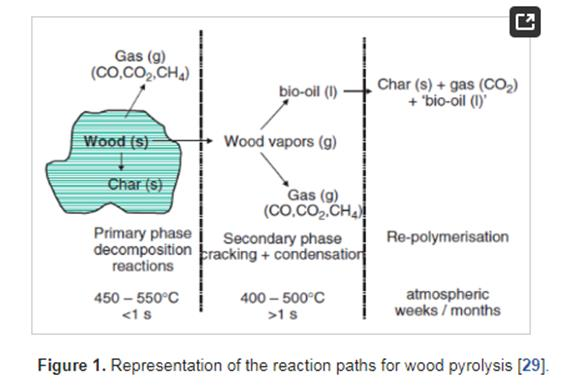 Gas (g)
(CO,CO₂,CH₄)
Wood (s)
Char (s)
Primary phase
decomposition
reactions
450 – 550°C
<1 s
bio-oil (l)
Wood vapors (g)
Gas (g)
(CO,CO₂,CH₄)
Secondary phase
cracking + condensation
400 – 500°C
>1 s
Char (s) + gas (CO₂)
+ 'bio-oil (l)'
Re-polymerisation
atmospheric
weeks / months
Figure 1. Representation of the reaction paths for wood pyrolysis [29].